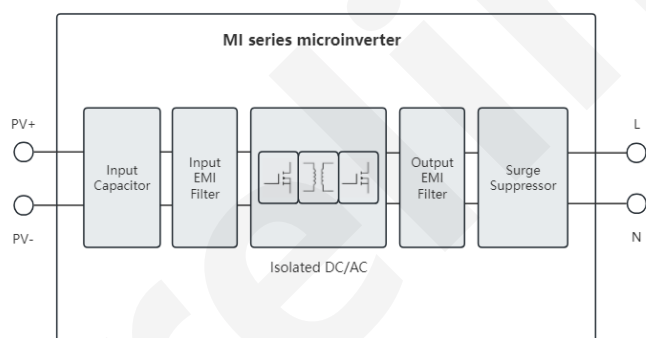 MI series microinverter
PV+
PV-
Input
Capacitor
Input
EMI
Filter
Isolated DC/AC
Output
EMI
Filter
Surge
Suppressor
L
N